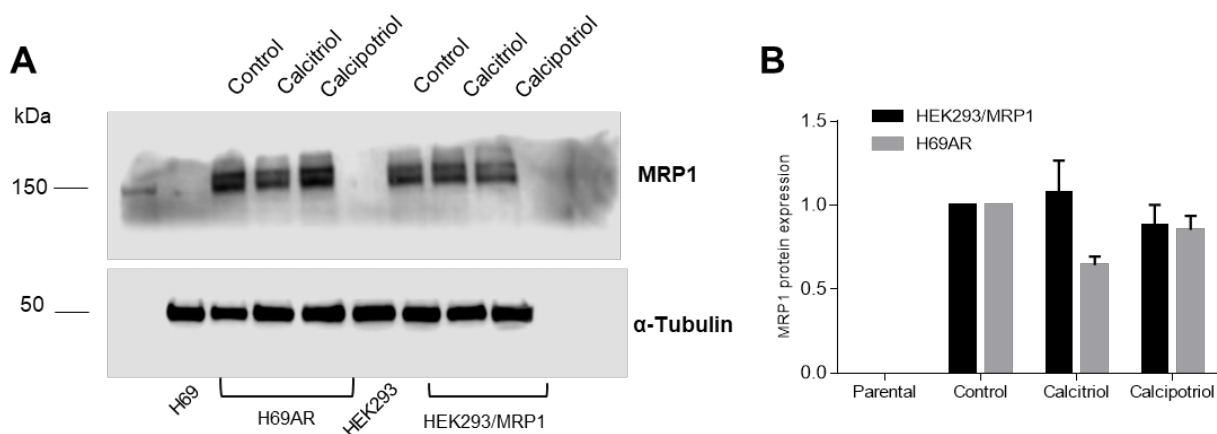 A
Control
Calcitriol
Calcipotriol
Control
Calcitriol
Calcipotriol
kDa
150
MRP1
50
α-Tubulin
H69
H69AR
HEK293
HEK293/MRP1
B
HEK293/MRP1
H69AR
MRP1 protein expression
1.5
1.0
0.5
0.0
Parental
Control
Calcitriol
Calcipotriol